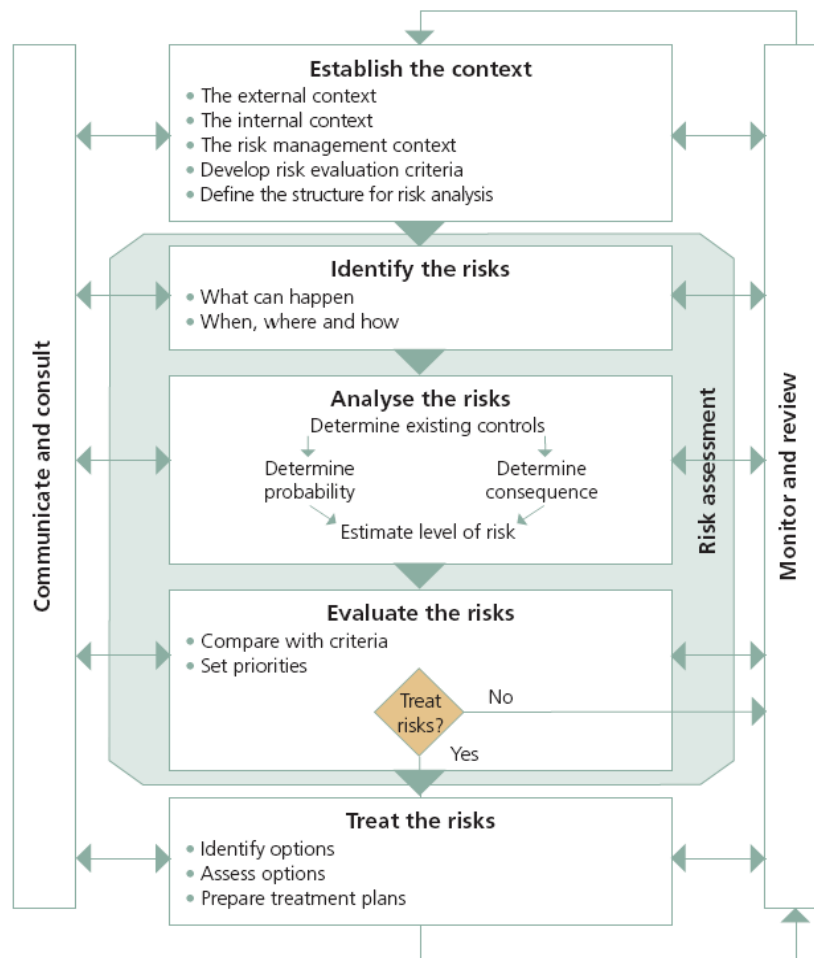 Establish the context
• The external context
• The internal context
• The risk management context
• Develop risk evaluation criteria
• Define the structure for risk analysis
Identify the risks
• What can happen
• When, where and how
Analyse the risks
Determine existing controls
Determine
probability
Determine
consequence
Estimate level of risk
Evaluate the risks
• Compare with criteria
• Set priorities
Treat
risks?
No
Yes
Treat the risks
• Identify options
• Assess options
• Prepare treatment plans
Communicate and consult
Risk assessment
Monitor and review